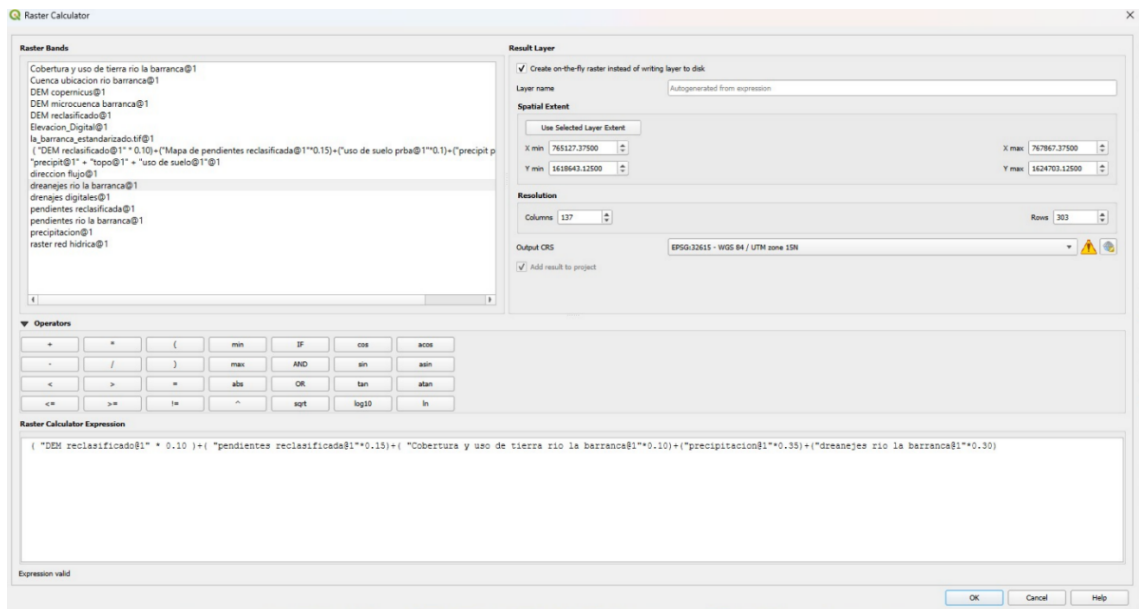 Raster Calculator
Raster Bands
Cobertura y uso de tierra rio la barranca@1
Cuenca ubicacion rio barranca@1
DEM copernicus@1
DEM microcuenca barranca@1
DEM reclasificado@1
Elevacion_Digital@1
la_barranca_estandarizado.tif@1
( "DEM reclasificado@1" * 0.10)+("Mapa de pendientes reclasificada@1"*0.15)+("uso de suelo prba@1"*0.1)+("precipit p
"precipit@1" + "topo@1" + "uso de suelo@1"@1
direccion flujo@1
dreanejes rio la barranca@1
drenajes digitales@1
pendientes reclasificada@1
pendientes rio la barranca@1
precipitacion@1
raster red hidrica@1
Result Layer
Create on-the-fly raster instead of writing layer to disk
Layer name Autogenerated from expression
Spatial Extent
Use Selected Layer Extent
X min 765127.37500 X max 767867.37500
Y min 1618643.12500 Y max 1624703.12500
Resolution
Columns 137 Rows 303
Output CRS EPSG:32615 - WGS 84 / UTM zone 15N
Add result to project
Operators
+ * ( min IF cos acos
- / ) max AND sin asin
< > = abs OR tan atan
<= >= != ^ sqrt log10 ln
Raster Calculator Expression
( "DEM reclasificado@1" * 0.10 )+( "pendientes reclasificada@1"*0.15)+( "Cobertura y uso de tierra rio la barranca@1"*0.10)+("precipitacion@1"*0.35)+("dreanejes rio la barranca@1"*0.30)
Expression valid
OK Cancel Help